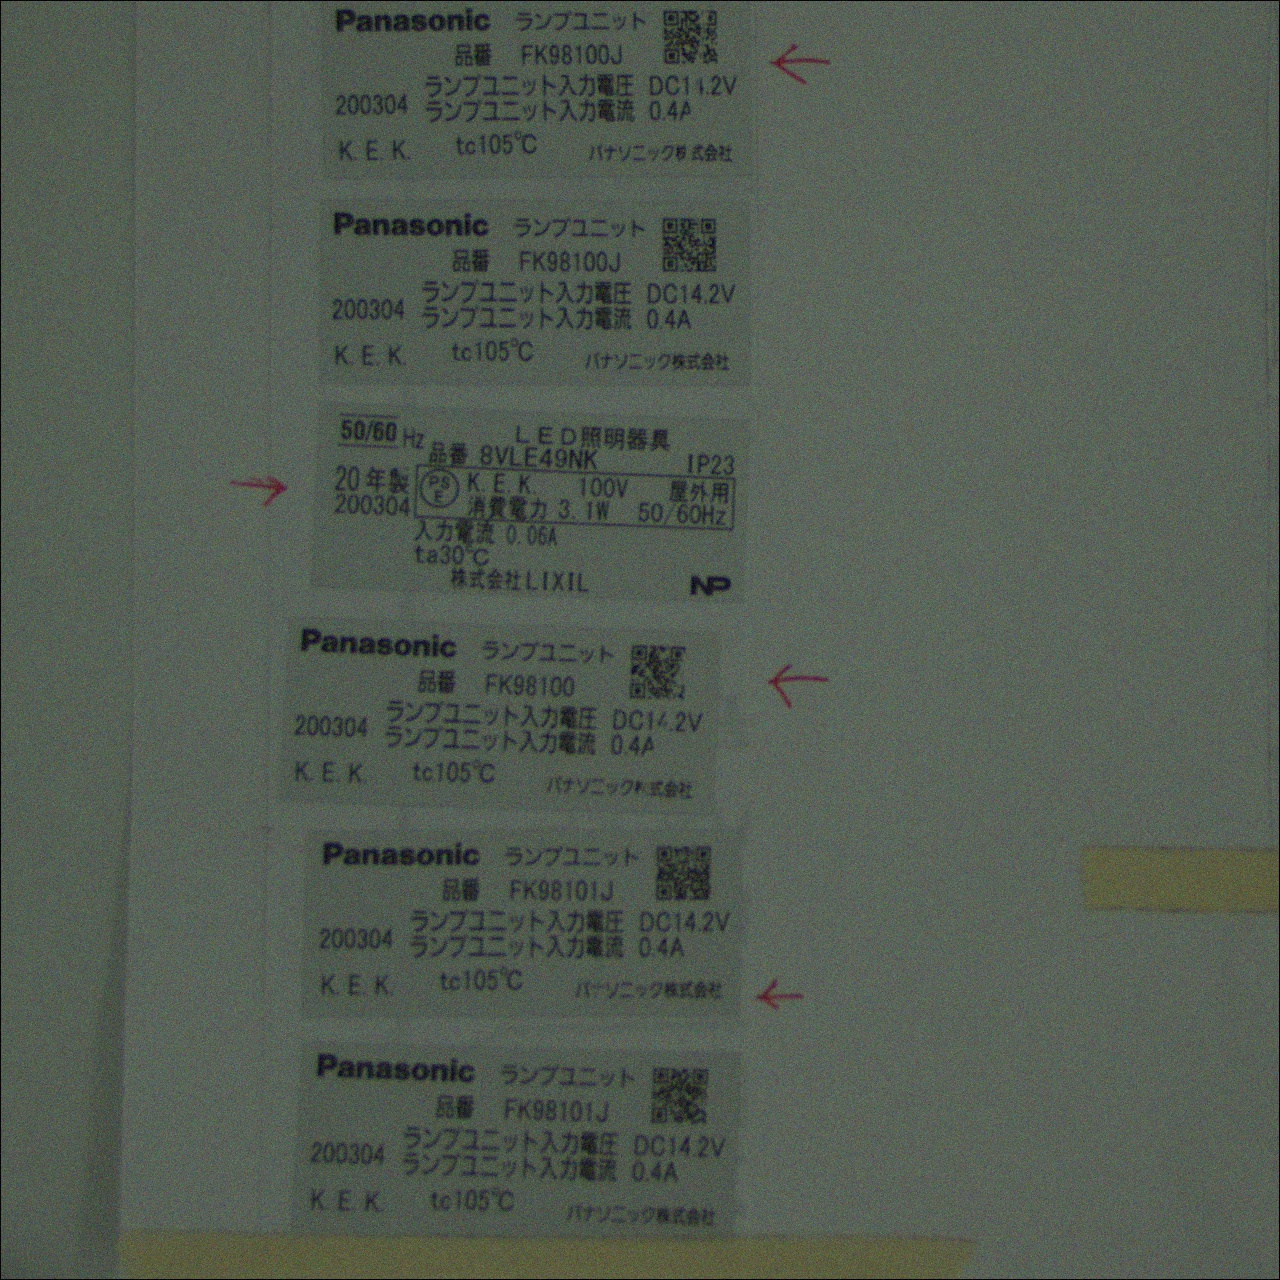 Panasonic ランプユニット
品番 FK98100J
ランプユニット入力電圧 DC14.2V
200304 ランプユニット入力電流 0.4A
K.E.K. tc105℃ パナソニック株式会社
Panasonic ランプユニット
品番 FK98100J
ランプユニット入力電圧 DC14.2V
200304 ランプユニット入力電流 0.4A
K.E.K. tc105℃ パナソニック株式会社
50/60 Hz LED照明器具
品番 8VLE49NK IP23
20年製 PSE K.E.K. 100V 屋外用
200304 消費電力 3.1W 50/60Hz
入力電流 0.06A
ta30℃
株式会社LIXIL NP
Panasonic ランプユニット
品番 FK98100
ランプユニット入力電圧 DC14.2V
200304 ランプユニット入力電流 0.4A
K.E.K. tc105℃ パナソニック株式会社
Panasonic ランプユニット
品番 FK98101J
ランプユニット入力電圧 DC14.2V
200304 ランプユニット入力電流 0.4A
K.E.K. tc105℃ パナソニック株式会社
Panasonic ランプユニット
品番 FK98101J
ランプユニット入力電圧 DC14.2V
200304 ランプユニット入力電流 0.4A
K.E.K. tc105℃ パナソニック株式会社